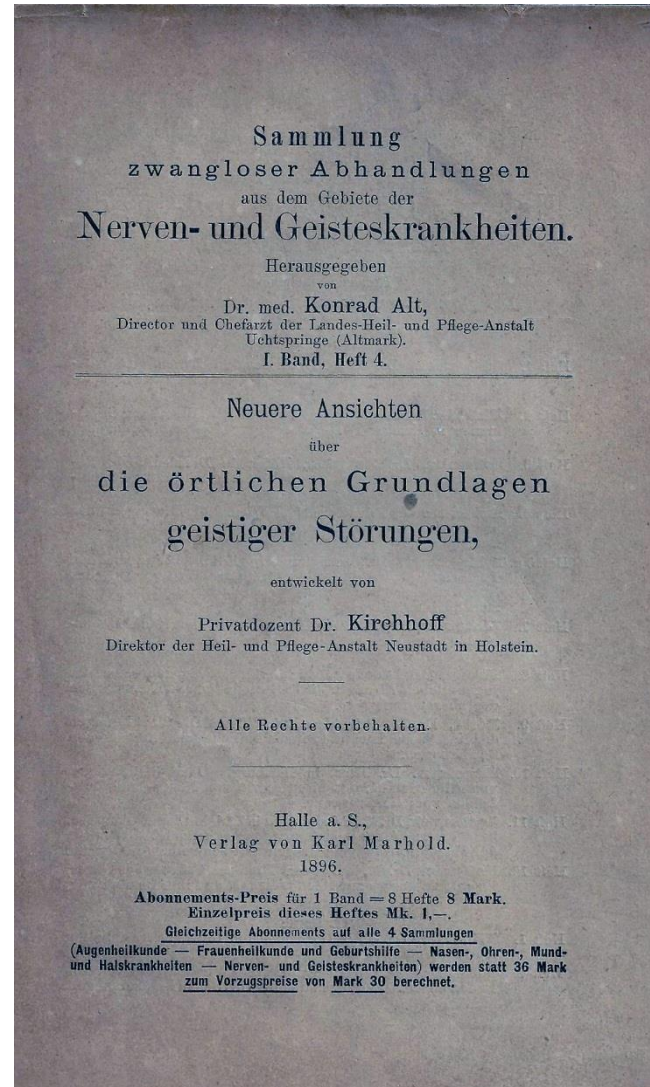 Sammlung
zwangloser Abhandlungen
aus dem Gebiete der
Nerven- und Geisteskrankheiten.
Herausgegeben
von
Dr. med. Konrad Alt,
Director und Chefarzt der Landes-Heil- und Pflege-Anstalt
Uchtspringe (Altmark).
I. Band, Heft 4.
Neuere Ansichten
über
die örtlichen Grundlagen
geistiger Störungen,
entwickelt von
Privatdozent Dr. Kirchhoff
Direktor der Heil- und Pflege-Anstalt Neustadt in Holstein.
Alle Rechte vorbehalten.
Halle a. S.,
Verlag von Karl Marhold.
1896.
Abonnements-Preis für 1 Band = 8 Hefte 8 Mark.
Einzelpreis dieses Heftes Mk. 1,—.
Gleichzeitige Abonnements auf alle 4 Sammlungen
(Augenheilkunde — Frauenheilkunde und Geburtshilfe — Nasen-, Ohren-, Mund-
und Halskrankheiten — Nerven- und Geisteskrankheiten) werden statt 36 Mark
zum Vorzugspreise von Mark 30 berechnet.